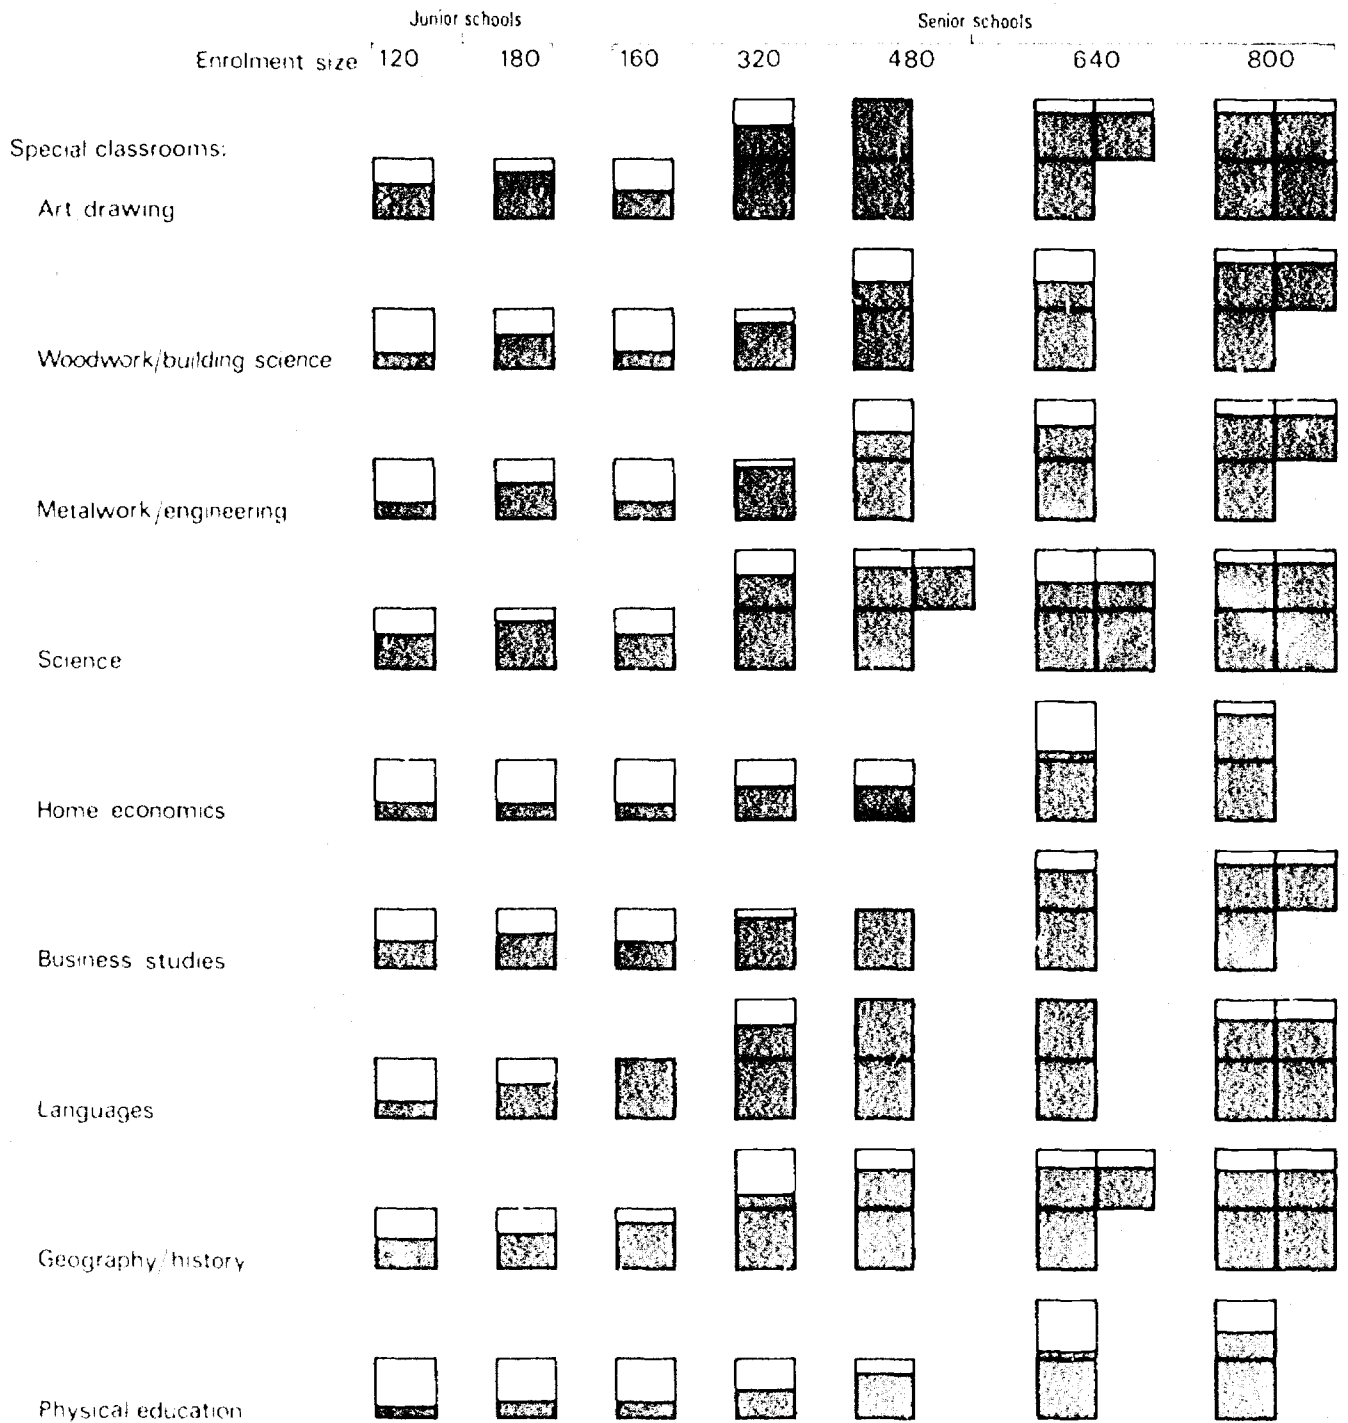 Junior schools Senior schools
Enrolment size 120 180 160 320 480 640 800
Special classrooms:
Art drawing
Woodwork/building science
Metalwork/engineering
Science
Home economics
Business studies
Languages
Geography/history
Physical education